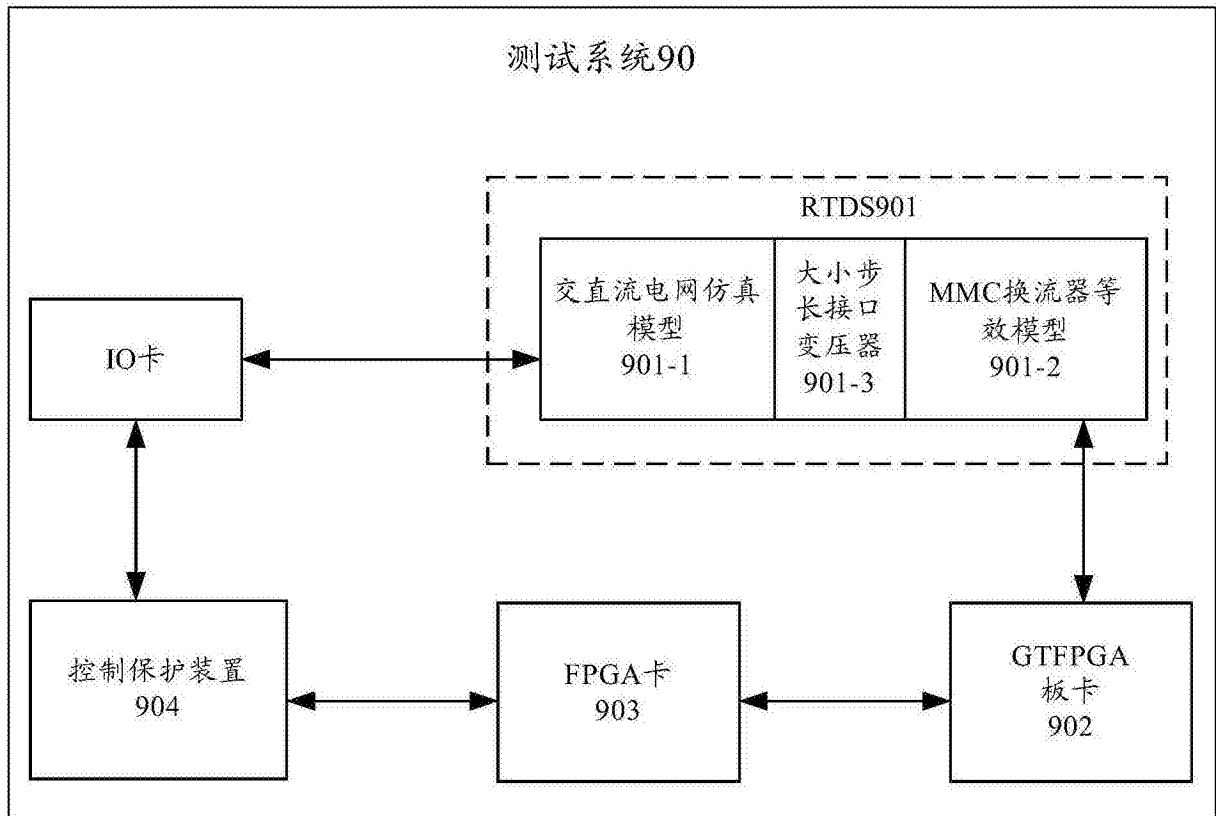 测试系统90
RTDS901
交直流电网仿真
模型
901-1
大小步
长接口
变压器
901-3
MMC换流器等
效模型
901-2
IO卡
控制保护装置
904
FPGA卡
903
GTFPGA
板卡
902